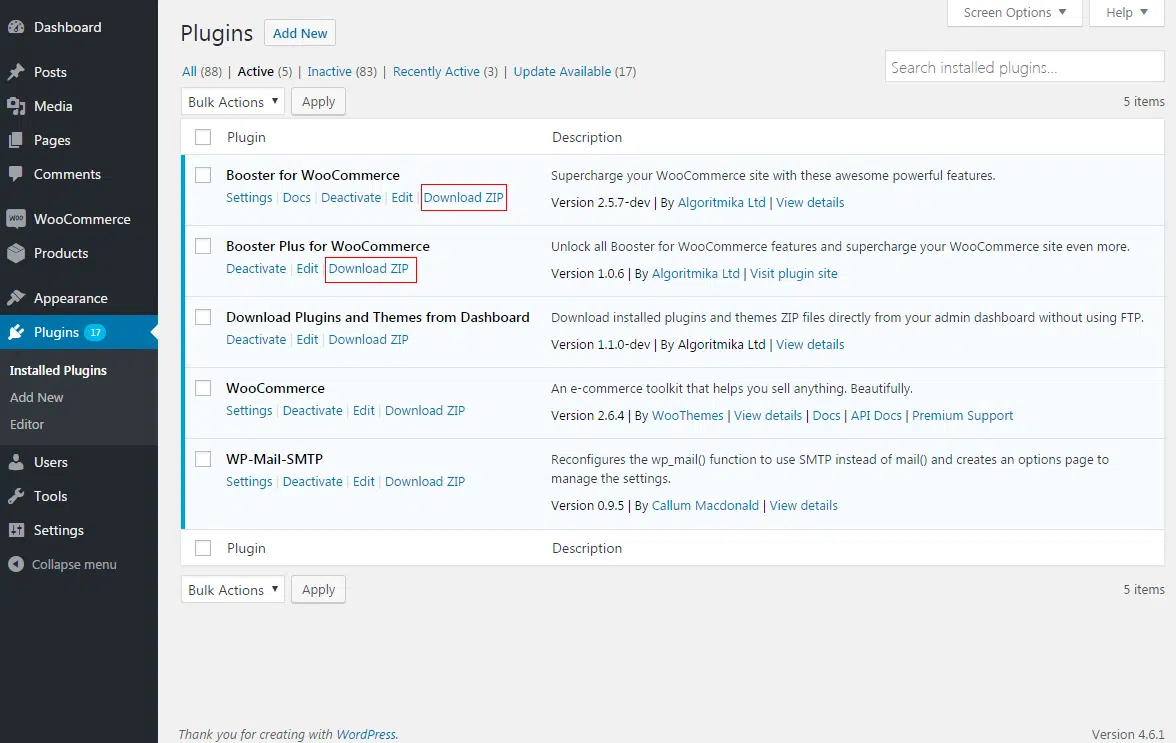 Dashboard
Posts
Media
Pages
Comments
WOO WooCommerce
Products
Appearance
Plugins 17
Installed Plugins
Add New
Editor
Users
Tools
Settings
Collapse menu
Screen Options ▼ Help ▼
Plugins Add New
All (88) | Active (5) | Inactive (83) | Recently Active (3) | Update Available (17)
Search installed plugins...
Bulk Actions ▼ Apply
5 items
Plugin Description
Booster for WooCommerce
Settings | Docs | Deactivate | Edit | Download ZIP
Supercharge your WooCommerce site with these awesome powerful features.
Version 2.5.7-dev | By Algoritmika Ltd | View details
Booster Plus for WooCommerce
Deactivate | Edit | Download ZIP
Unlock all Booster for WooCommerce features and supercharge your WooCommerce site even more.
Version 1.0.6 | By Algoritmika Ltd | Visit plugin site
Download Plugins and Themes from Dashboard
Deactivate | Edit | Download ZIP
Download installed plugins and themes ZIP files directly from your admin dashboard without using FTP.
Version 1.1.0-dev | By Algoritmika Ltd | View details
WooCommerce
Settings | Deactivate | Edit | Download ZIP
An e-commerce toolkit that helps you sell anything. Beautifully.
Version 2.6.4 | By WooThemes | View details | Docs | API Docs | Premium Support
WP-Mail-SMTP
Settings | Deactivate | Edit | Download ZIP
Reconfigures the wp_mail() function to use SMTP instead of mail() and creates an options page to
manage the settings.
Version 0.9.5 | By Callum Macdonald | View details
Plugin Description
Bulk Actions ▼ Apply
5 items
Thank you for creating with WordPress.
Version 4.6.1